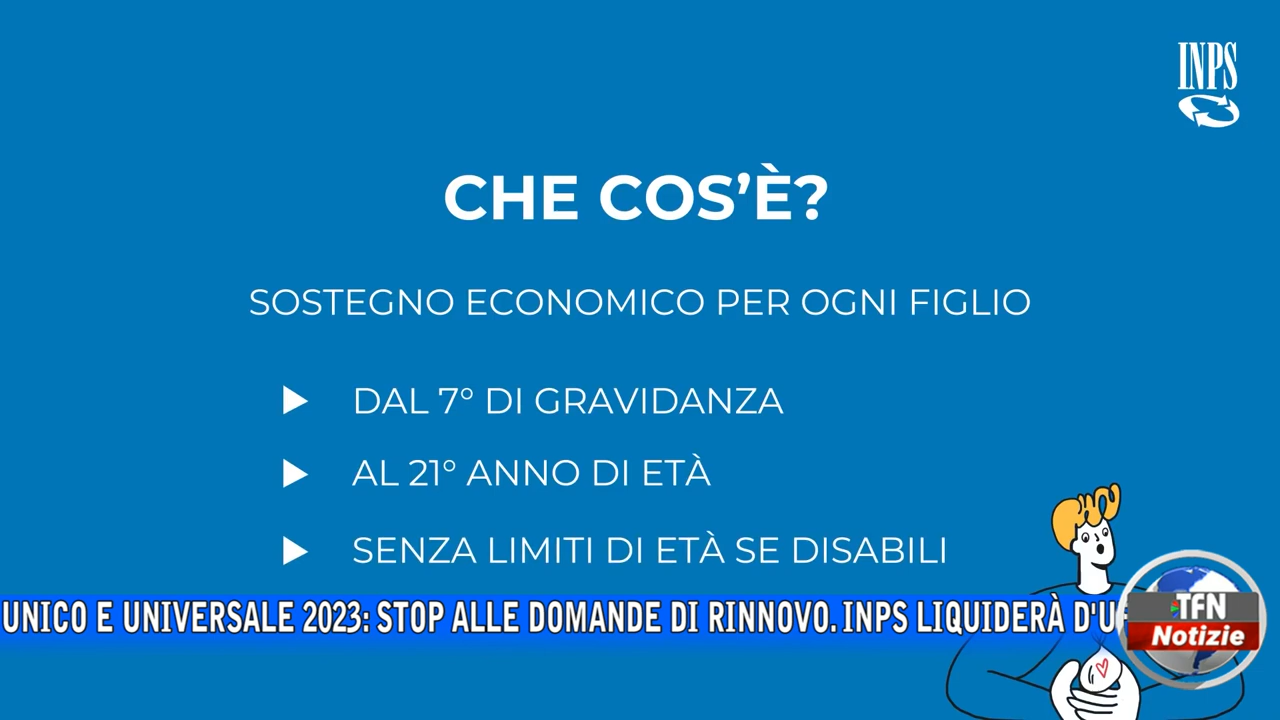 INPS
CHE COS'È?
SOSTEGNO ECONOMICO PER OGNI FIGLIO
DAL 7° DI GRAVIDANZA
AL 21° ANNO DI ETÀ
SENZA LIMITI DI ETÀ SE DISABILI
UNICO E UNIVERSALE 2023: STOP ALLE DOMANDE DI RINNOVO. INPS LIQUIDERÀ
TFN
Notizie